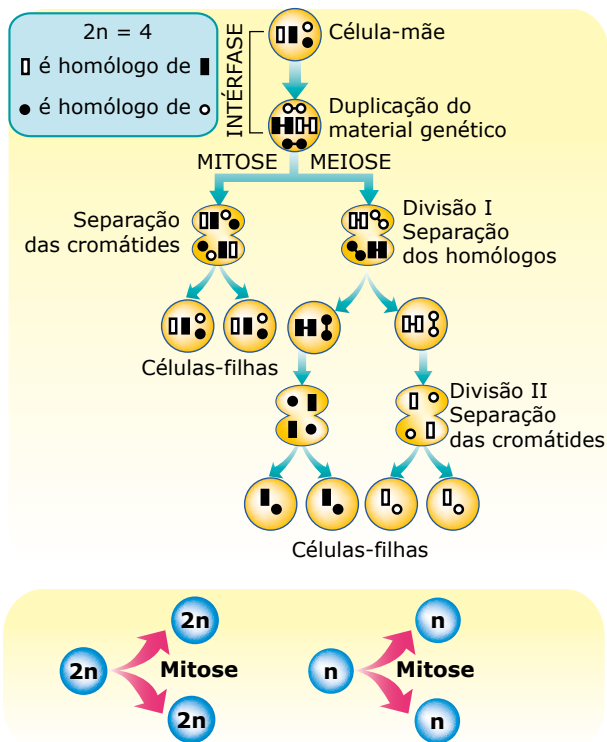 2n = 4
é homólogo de
é homólogo de
INTÉRFASE
Célula-mãe
Duplicação do
material genético
MITOSE
MEIOSE
Separação
das cromátides
Divisão I
Separação
dos homólogos
Células-filhas
Divisão II
Separação
das cromátides
Células-filhas
2n
2n
Mitose
2n
n
n
Mitose
n